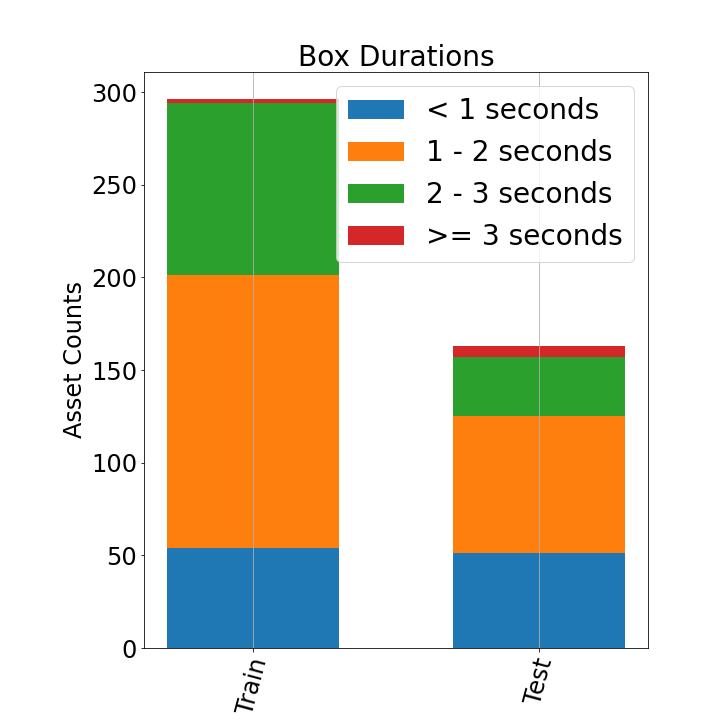 Box Durations
< 1 seconds
1 - 2 seconds
2 - 3 seconds
>= 3 seconds
Asset Counts
300
250
200
150
100
50
0
Train
Test